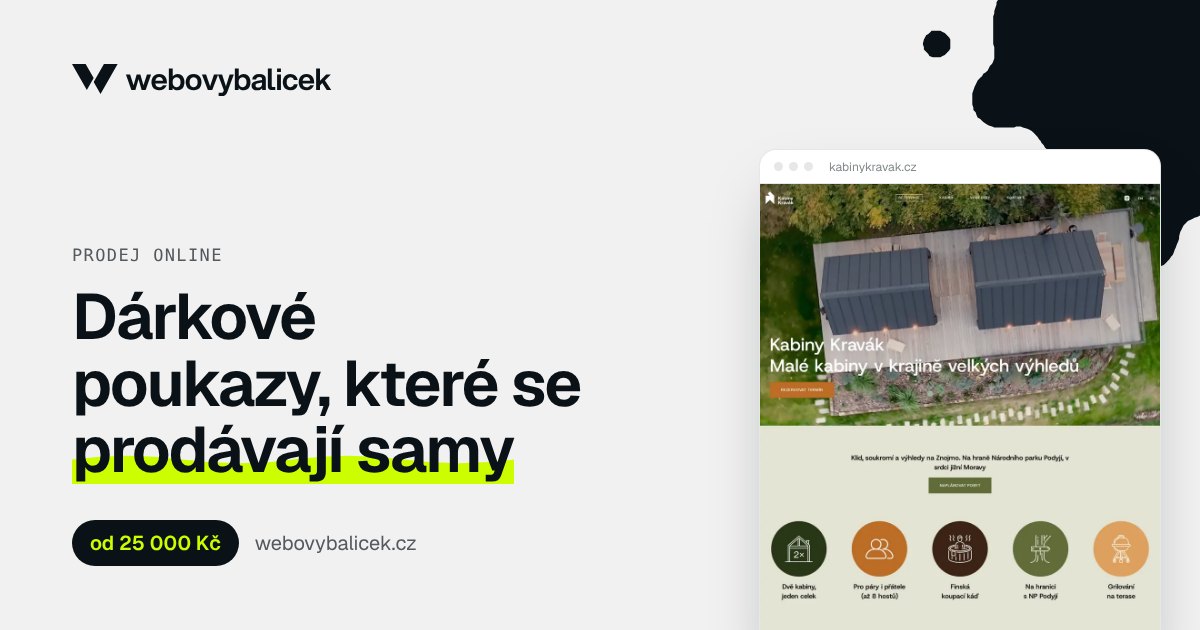 webovybalicek
kabinykravak.cz
Kabiny
Kravák
PRODEJ ONLINE
Dárkové
poukazy, které se
prodávají samy
od 25 000 Kč
webovybalicek.cz
Kabiny Kravák
Malé kabiny v krajině velkých výhledů
REZERVOVAT TERMÍN
Klid, soukromí a výhledy na Znojmo. Na hraně Národního parku Podyjí, v
srdci jižní Moravy
NAPLÁNOVAT POBYT
2×
Dvě kabiny,
jeden celek
Pro páry i přátele
(až 8 hostů)
Finská
koupací káď
Na hranici
s NP Podyjí
Grilování
na terase